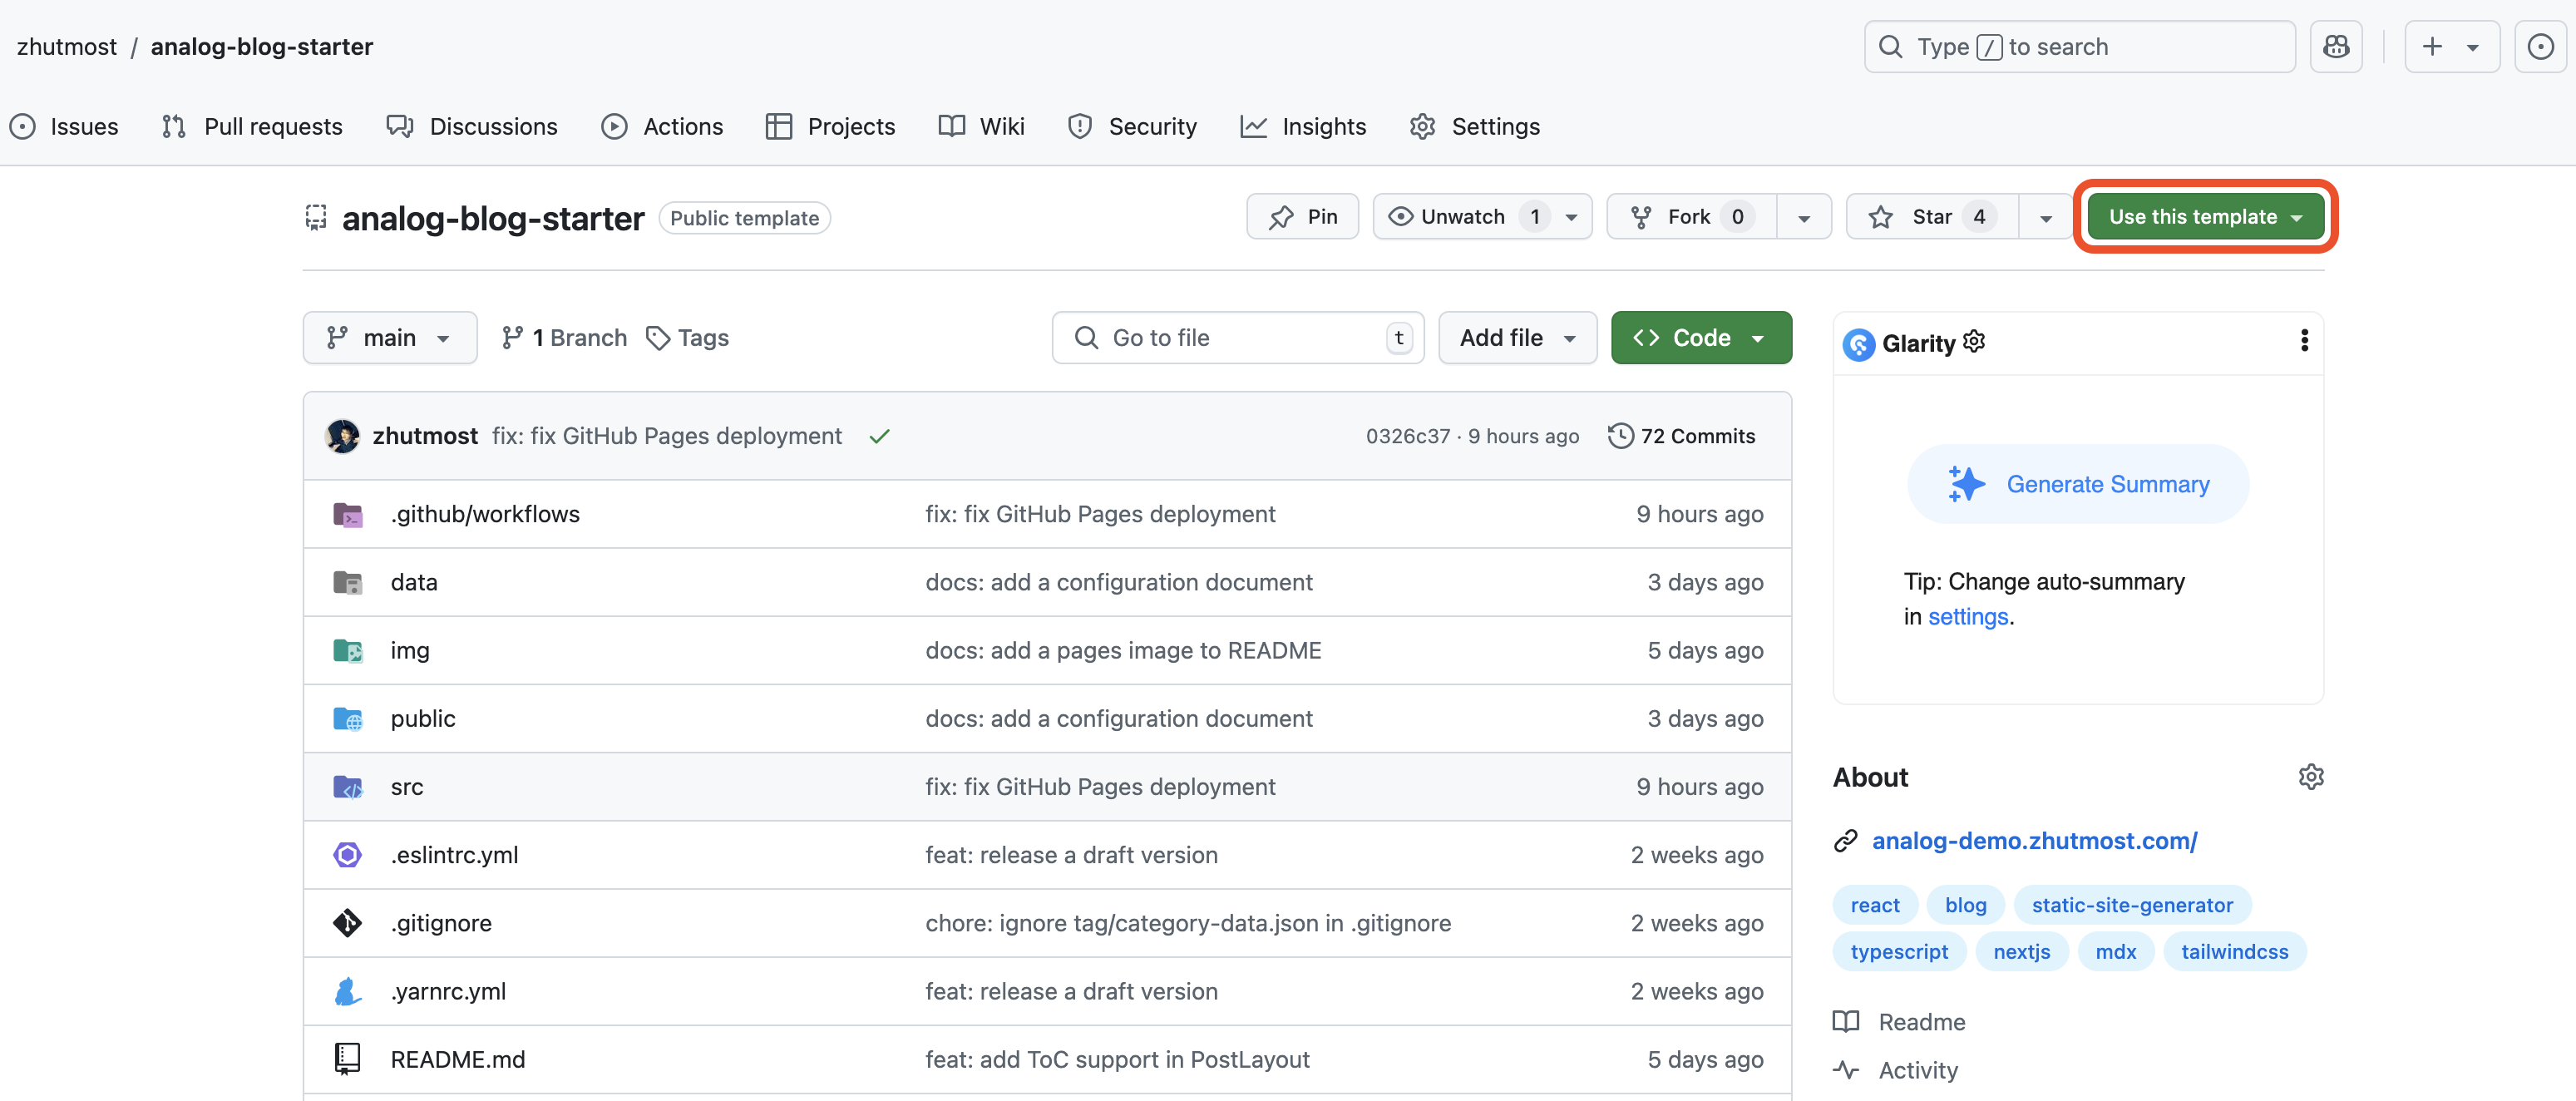 zhutmost / analog-blog-starter
Type / to search
Issues Pull requests Discussions Actions Projects Wiki Security Insights Settings
analog-blog-starter Public template
Pin Unwatch 1 Fork 0 Star 4 Use this template
main 1 Branch Tags Go to file t Add file Code
zhutmost fix: fix GitHub Pages deployment 0326c37 · 9 hours ago 72 Commits
.github/workflows fix: fix GitHub Pages deployment 9 hours ago
data docs: add a configuration document 3 days ago
img docs: add a pages image to README 5 days ago
public docs: add a configuration document 3 days ago
src fix: fix GitHub Pages deployment 9 hours ago
.eslintrc.yml feat: release a draft version 2 weeks ago
.gitignore chore: ignore tag/category-data.json in .gitignore 2 weeks ago
.yarnrc.yml feat: release a draft version 2 weeks ago
README.md feat: add ToC support in PostLayout 5 days ago
Glarity
Generate Summary
Tip: Change auto-summary
in settings.
About
analog-demo.zhutmost.com/
react blog static-site-generator
typescript nextjs mdx tailwindcss
Readme
Activity